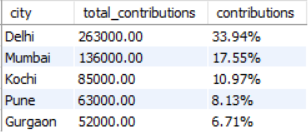 city total_contributions contributions
Delhi 263000.00 33.94%
Mumbai 136000.00 17.55%
Kochi 85000.00 10.97%
Pune 63000.00 8.13%
Gurgaon 52000.00 6.71%